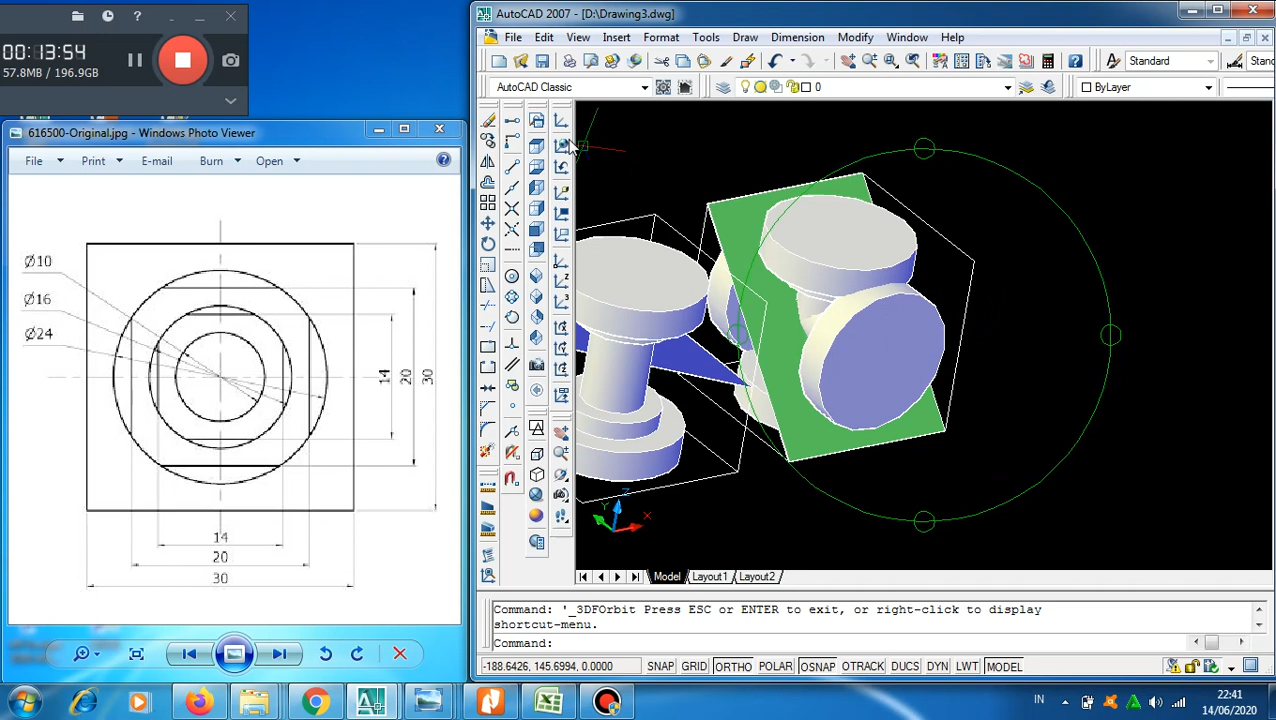 00:13:54
57.8MB / 196.9GB
AutoCAD 2007 - [D:\Drawing3.dwg]
File Edit View Insert Format Tools Draw Dimension Modify Window Help
Standard
AutoCAD Classic
0
ByLayer
616500-Original.jpg - Windows Photo Viewer
File Print E-mail Burn Open
Ø10
Ø16
Ø24
14
20
30
14
20
30
Z
Y
X
Model Layout1 Layout2
Command: '_3DFOrbit Press ESC or ENTER to exit, or right-click to display
shortcut-menu.
Command:
-188.6426, 145.6994, 0.0000
SNAP GRID ORTHO POLAR OSNAP OTRACK DUCS DYN LWT MODEL
IN
22:41
14/06/2020